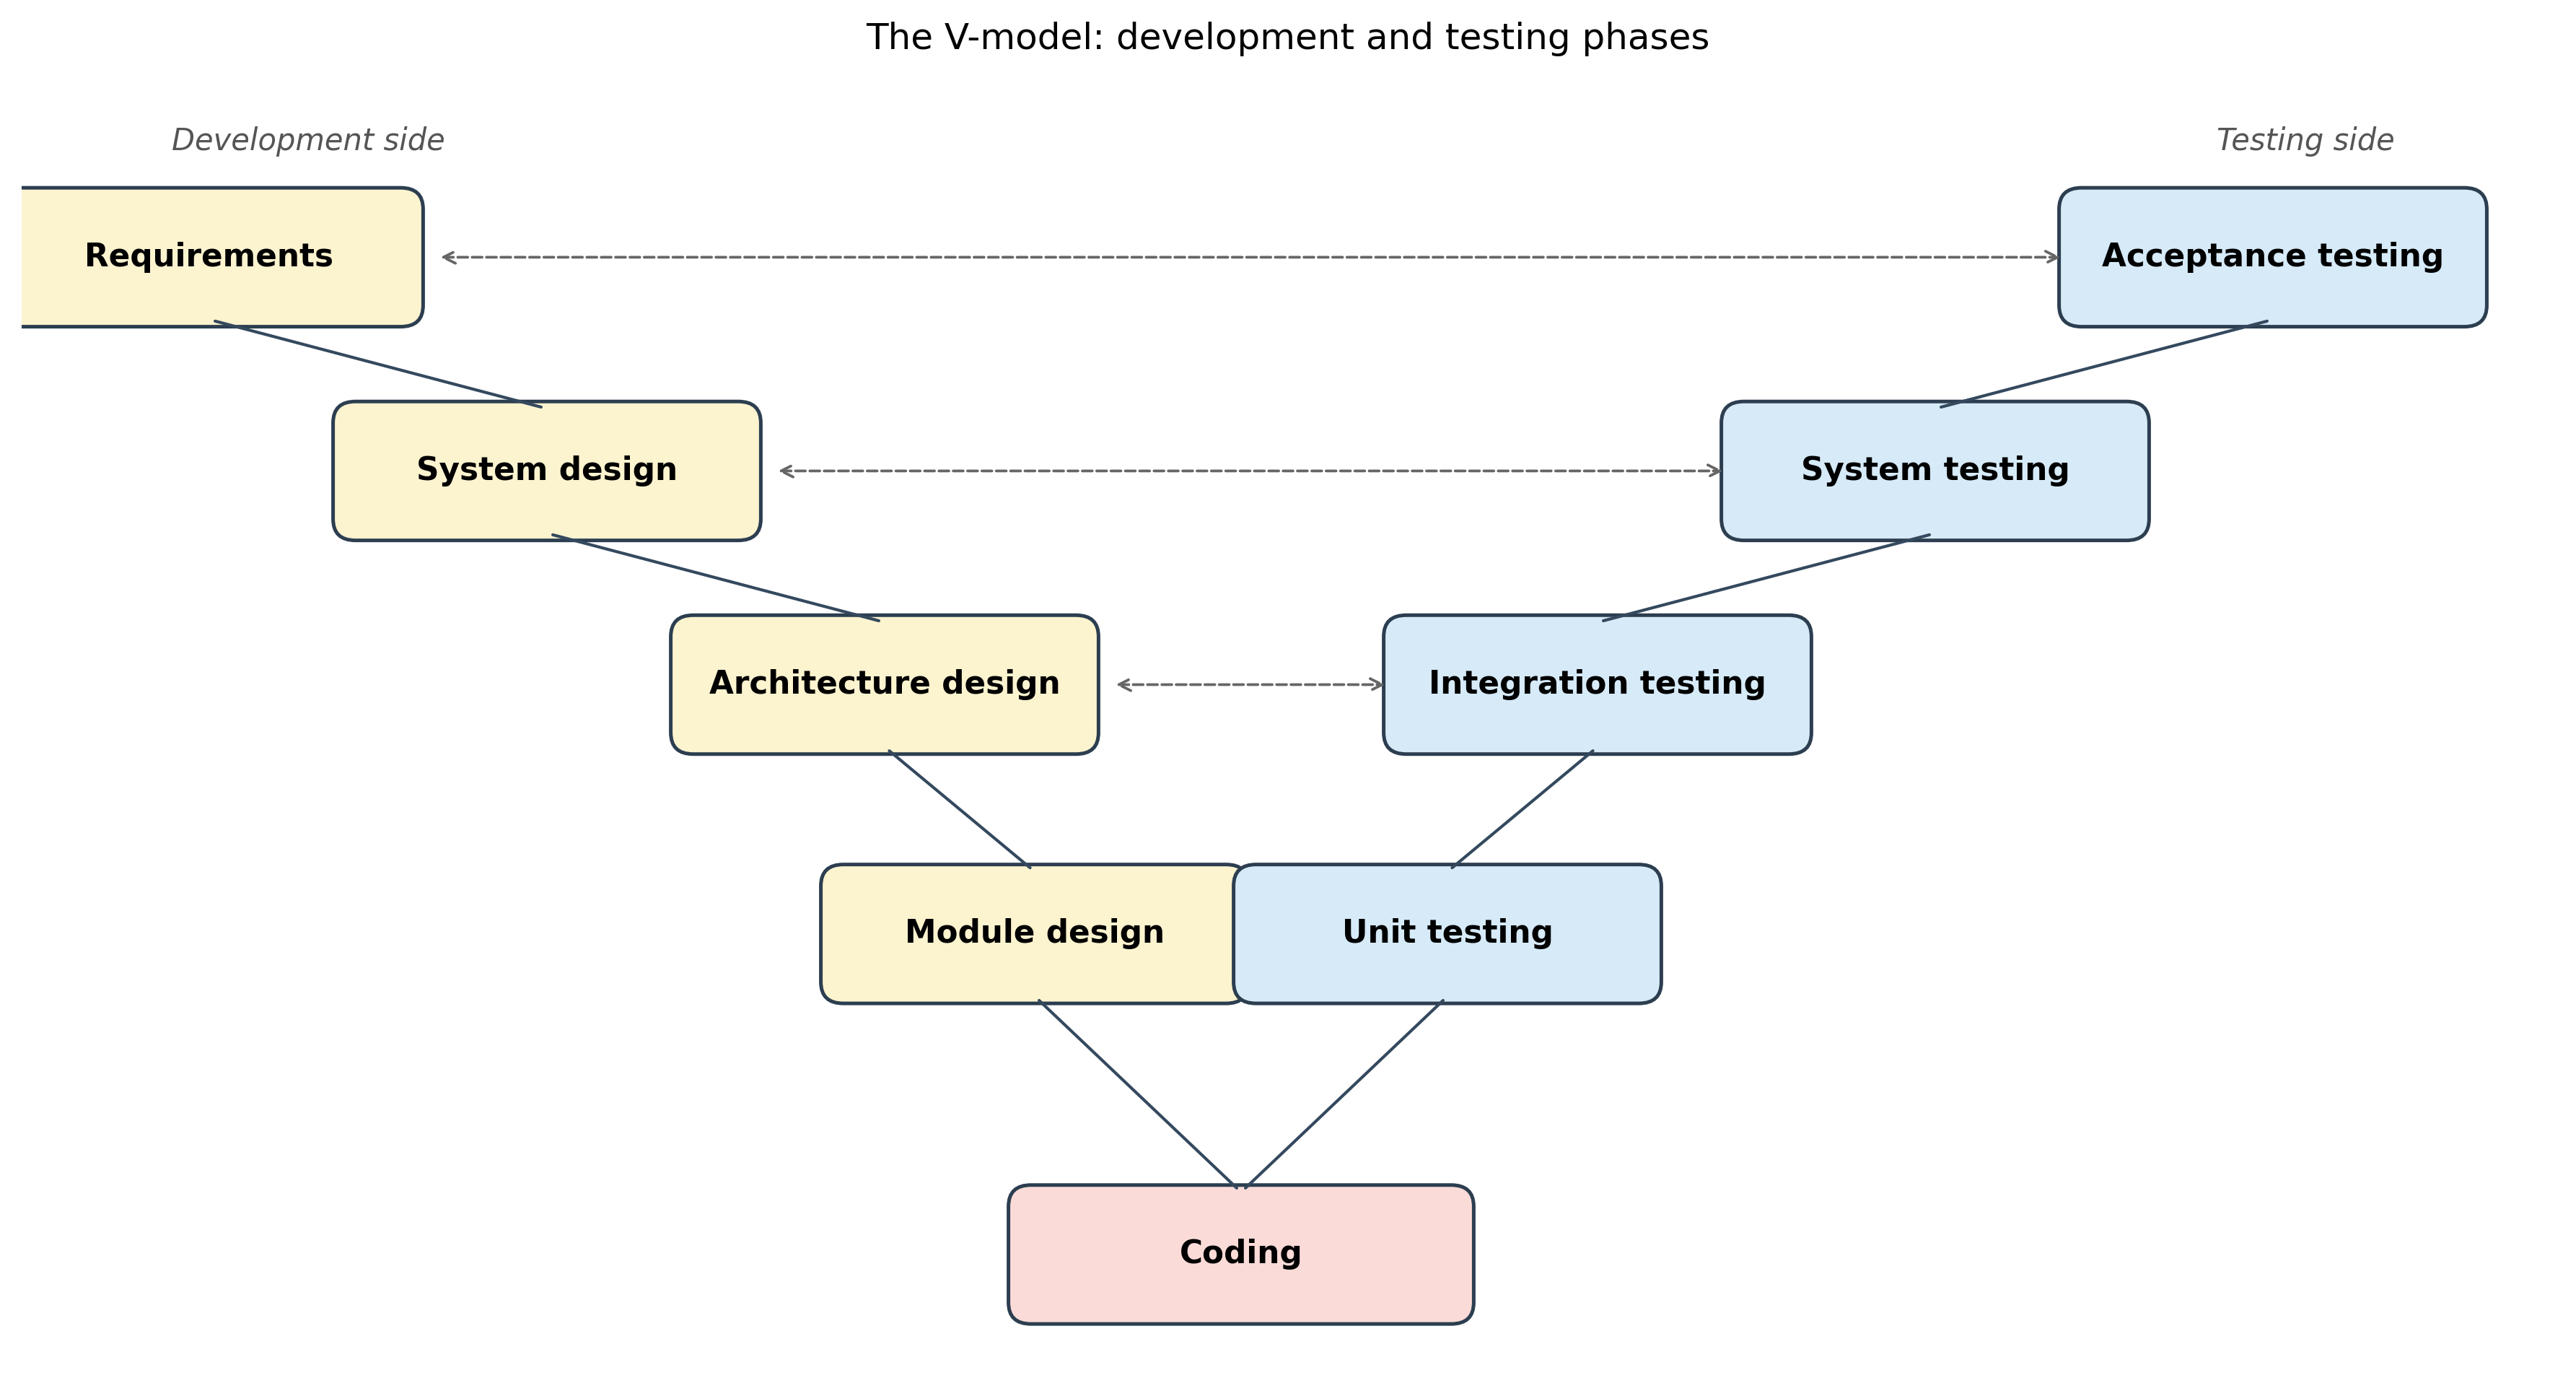 The V-model: development and testing phases
Development side
Testing side
Requirements
Acceptance testing
System design
System testing
Architecture design
Integration testing
Module design
Unit testing
Coding